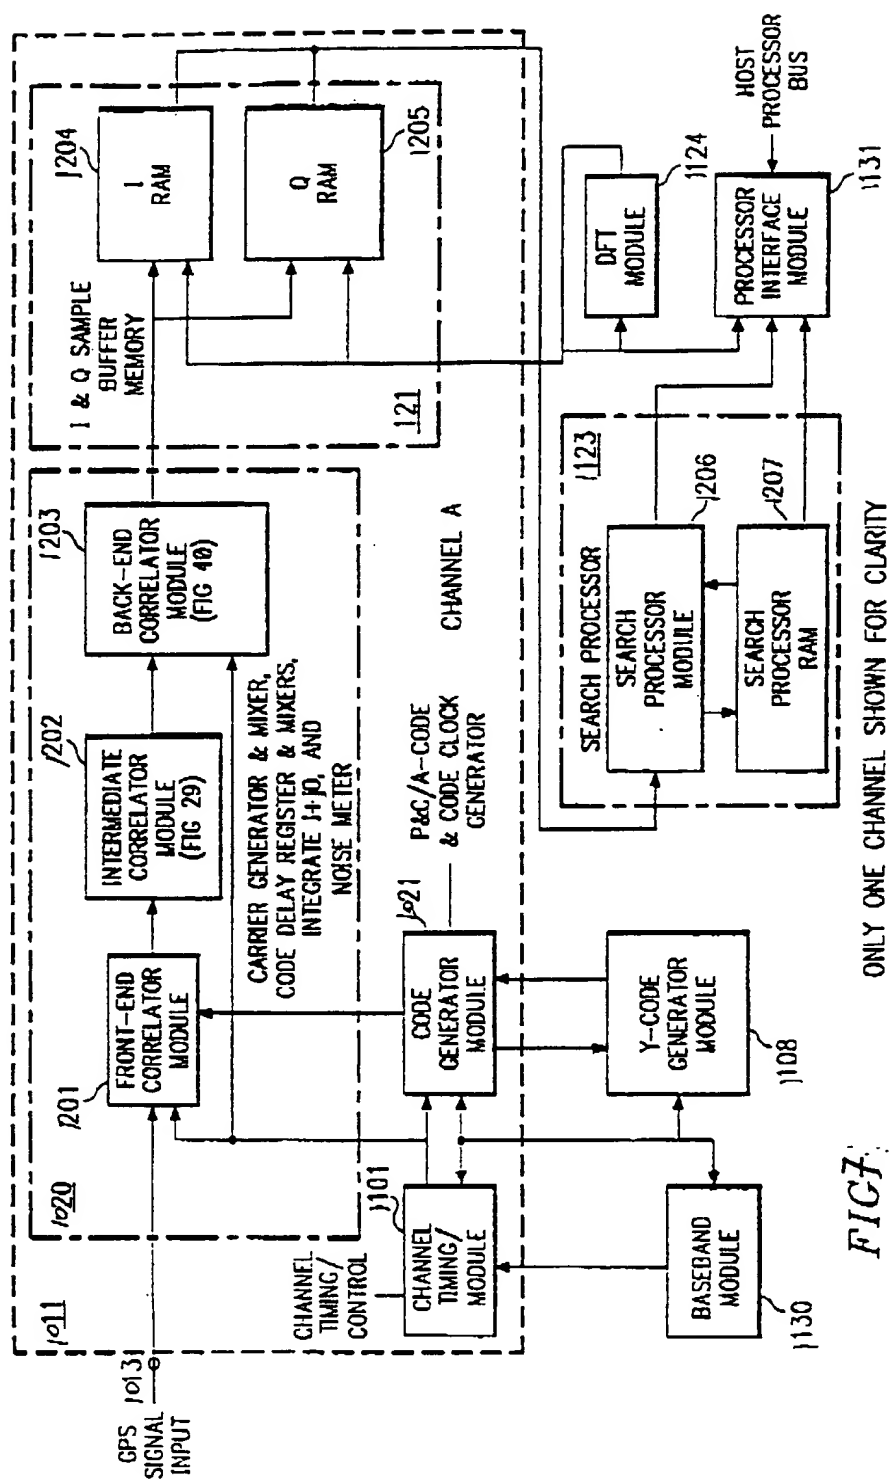 GPS
SIGNAL
INPUT
1013
1011
1020
1201
FRONT-END
CORRELATOR
MODULE
1202
INTERMEDIATE
CORRELATOR
MODULE
(FIG 29)
1203
BACK-END
CORRELATOR
MODULE
(FIG 40)
CARRIER GENERATOR & MIXER,
CODE DELAY REGISTER & MIXERS,
INTEGRATE I+jQ, AND
NOISE METER
I & Q SAMPLE
BUFFER
MEMORY
121
1204
I
RAM
Q
RAM
1205
CHANNEL
TIMING/
CONTROL
1101
CHANNEL
TIMING/
MODULE
1021
CODE
GENERATOR
MODULE
P&C/A-CODE
& CODE CLOCK
GENERATOR
CHANNEL A
BASEBAND
MODULE
1130
Y-CODE
GENERATOR
MODULE
1108
SEARCH PROCESSOR
1123
SEARCH
PROCESSOR
MODULE
1206
SEARCH
PROCESSOR
RAM
1207
DFT
MODULE
1124
PROCESSOR
INTERFACE
MODULE
1131
HOST
PROCESSOR
BUS
ONLY ONE CHANNEL SHOWN FOR CLARITY
FIG 7